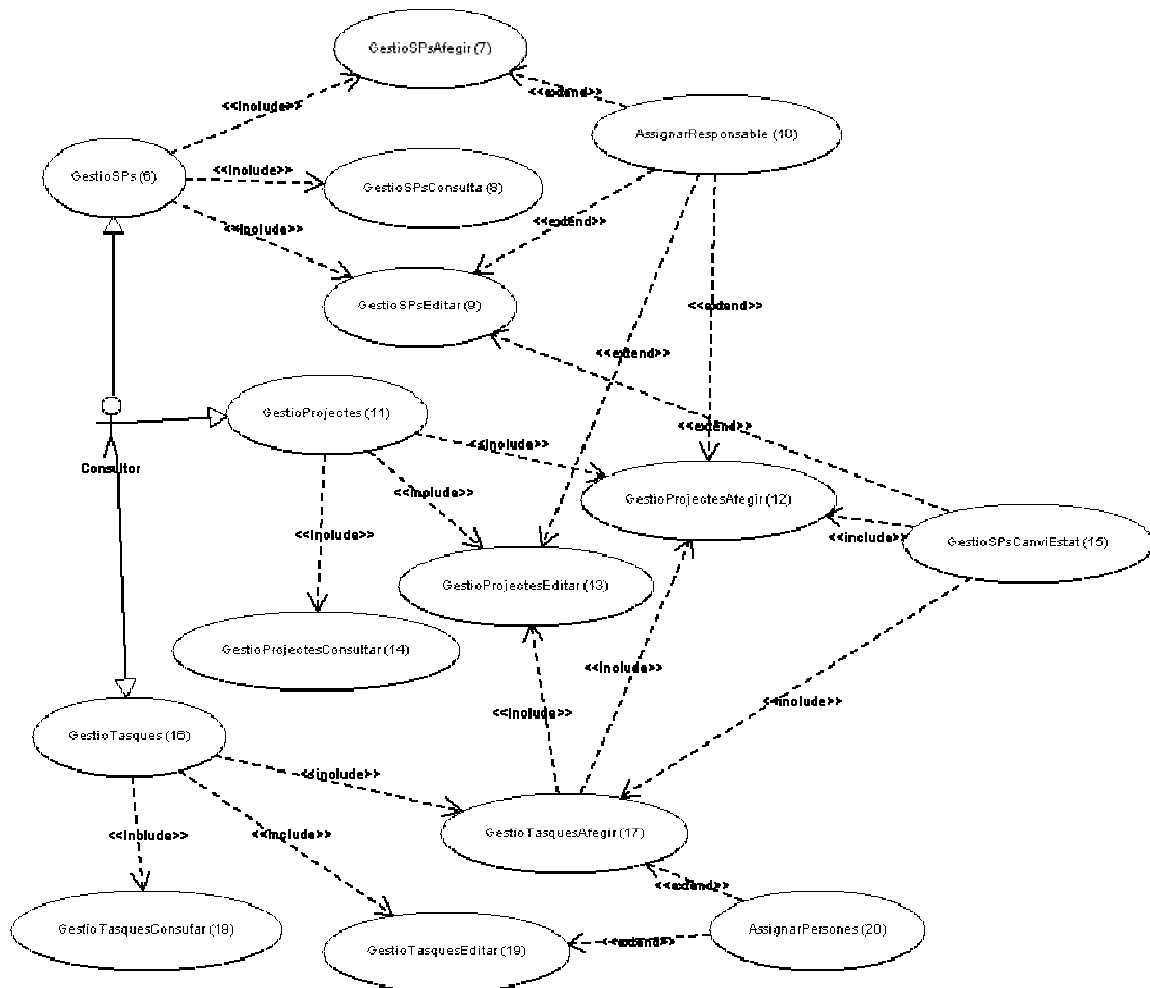 GestioSPsAfegir (7)
<<include>>
<<extend>>
AssignarResponsable (10)
GestioSPs (6)
<<include>>
GestioSPsConsulta (8)
<<include>>
<<extend>>
GestioSPsEditar (9)
<<extend>>
<<extend>>
GestioProjectes (11)
<<extend>>
<<include>>
Consultor
<<include>>
GestioProjectesAfegir (12)
<<include>>
<<include>>
GestioSPsCanviEstat (15)
GestioProjectesEditar (13)
GestioProjectesConsultar (14)
<<include>>
<<include>>
<<include>>
GestioTasques (16)
<<include>>
<<include>>
<<include>>
GestioTasquesAfegir (17)
<<extend>>
GestioTasquesConsutar (18)
AssignarPersones (20)
<<extend>>
GestioTasquesEditar (19)